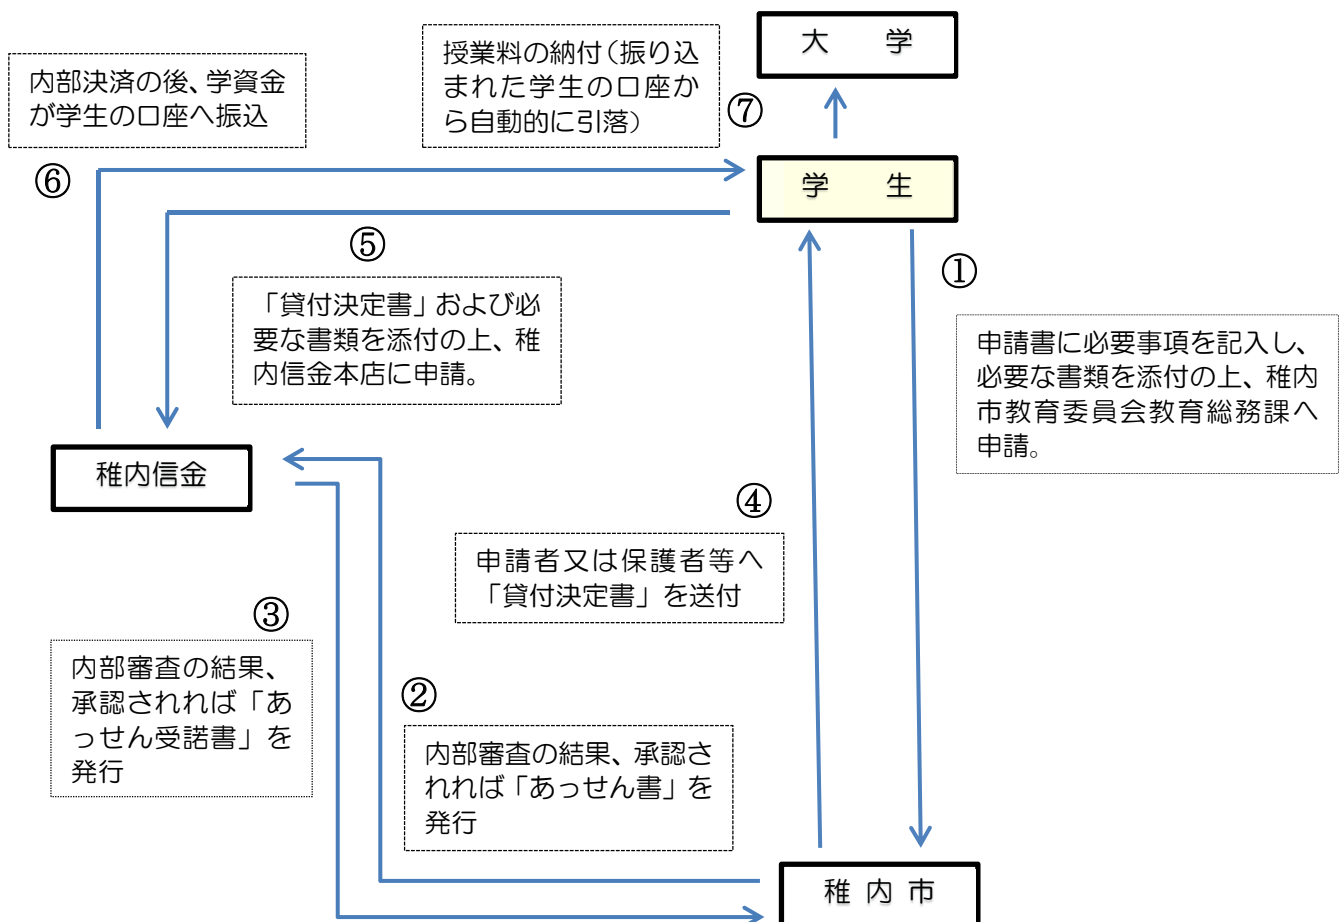 大　学
内部決済の後、学資金
が学生の口座へ振込
授業料の納付（振り込
まれた学生の口座か
ら自動的に引落）
⑦
⑥
学　生
⑤
①
「貸付決定書」および必
要な書類を添付の上、稚
内信金本店に申請。
申請書に必要事項を記入し、
必要な書類を添付の上、稚内
市教育委員会教育総務課へ
申請。
稚内信金
④
申請者又は保護者等へ
「貸付決定書」を送付
③
内部審査の結果、
承認されれば「あ
っせん受諾書」を
発行
②
内部審査の結果、承認さ
れれば「あっせん書」を
発行
稚内市